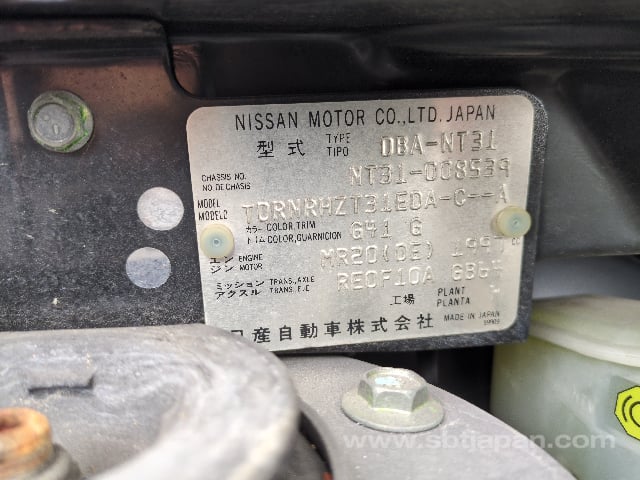 NISSAN MOTOR CO.,LTD. JAPAN
型式 TYPE TIPO DBA-NT31
CHASSIS NO. NO. DE CHASIS NT31-008539
MODEL MODELO TDRNRHZT31EDA-C--A
カラー COLOR,TRIM トリム COLOR,GUARNICION G41 G
エンジン ENGINE MOTOR MR20(DE) 1997 cc
ミッション TRANS.,AXLE アクスル TRANS.,EJE RE0F10A GB64
工場 PLANT PLANTA
日産自動車株式会社 MADE IN JAPAN
www.sbtjapan.com